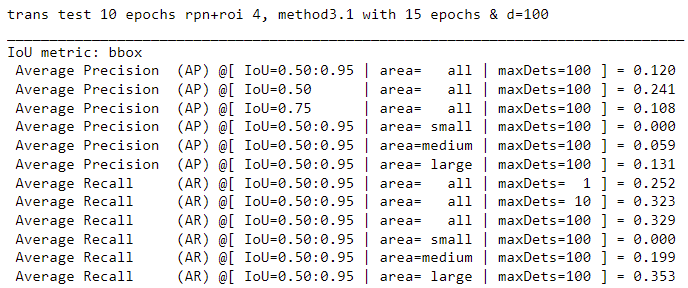 trans test 10 epochs rpn+roi 4, method3.1 with 15 epochs & d=100
IoU metric: bbox
Average Precision  (AP) @[ IoU=0.50:0.95 | area=   all | maxDets=100 ] = 0.120
Average Precision  (AP) @[ IoU=0.50      | area=   all | maxDets=100 ] = 0.241
Average Precision  (AP) @[ IoU=0.75      | area=   all | maxDets=100 ] = 0.108
Average Precision  (AP) @[ IoU=0.50:0.95 | area= small | maxDets=100 ] = 0.000
Average Precision  (AP) @[ IoU=0.50:0.95 | area=medium | maxDets=100 ] = 0.059
Average Precision  (AP) @[ IoU=0.50:0.95 | area= large | maxDets=100 ] = 0.131
Average Recall     (AR) @[ IoU=0.50:0.95 | area=   all | maxDets=  1 ] = 0.252
Average Recall     (AR) @[ IoU=0.50:0.95 | area=   all | maxDets= 10 ] = 0.323
Average Recall     (AR) @[ IoU=0.50:0.95 | area=   all | maxDets=100 ] = 0.329
Average Recall     (AR) @[ IoU=0.50:0.95 | area= small | maxDets=100 ] = 0.000
Average Recall     (AR) @[ IoU=0.50:0.95 | area=medium | maxDets=100 ] = 0.199
Average Recall     (AR) @[ IoU=0.50:0.95 | area= large | maxDets=100 ] = 0.353